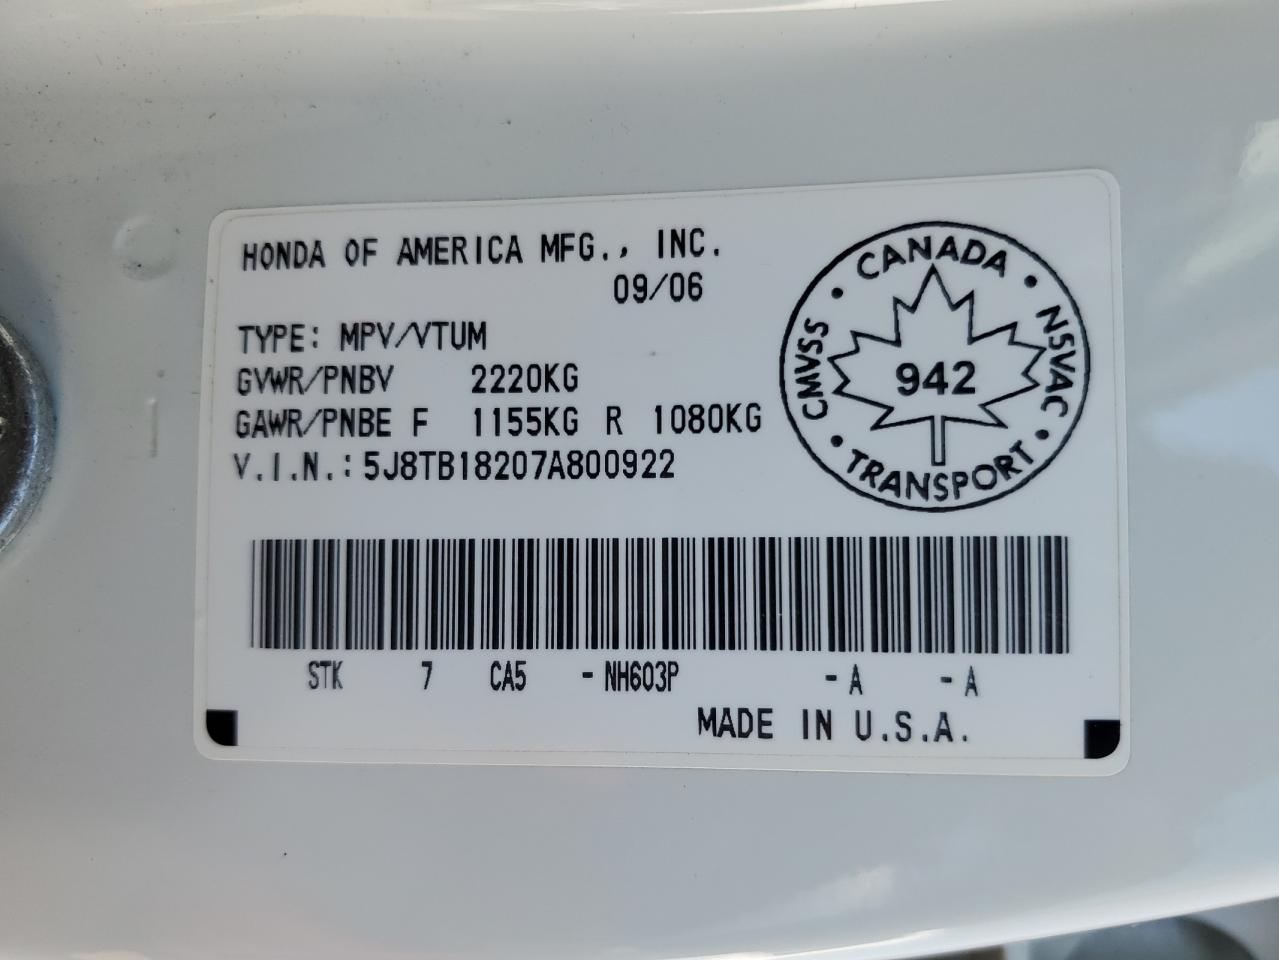 HONDA OF AMERICA MFG., INC.
09/06
TYPE: MPV/VTUM
GVWR/PNBV 2220KG
GAWR/PNBE F 1155KG R 1080KG
V.I.N.: 5J8TB18207A800922
CANADA
CMVSS
NSVAC
942
TRANSPORT
STK 7 CA5 -NH603P -A -A
MADE IN U.S.A.